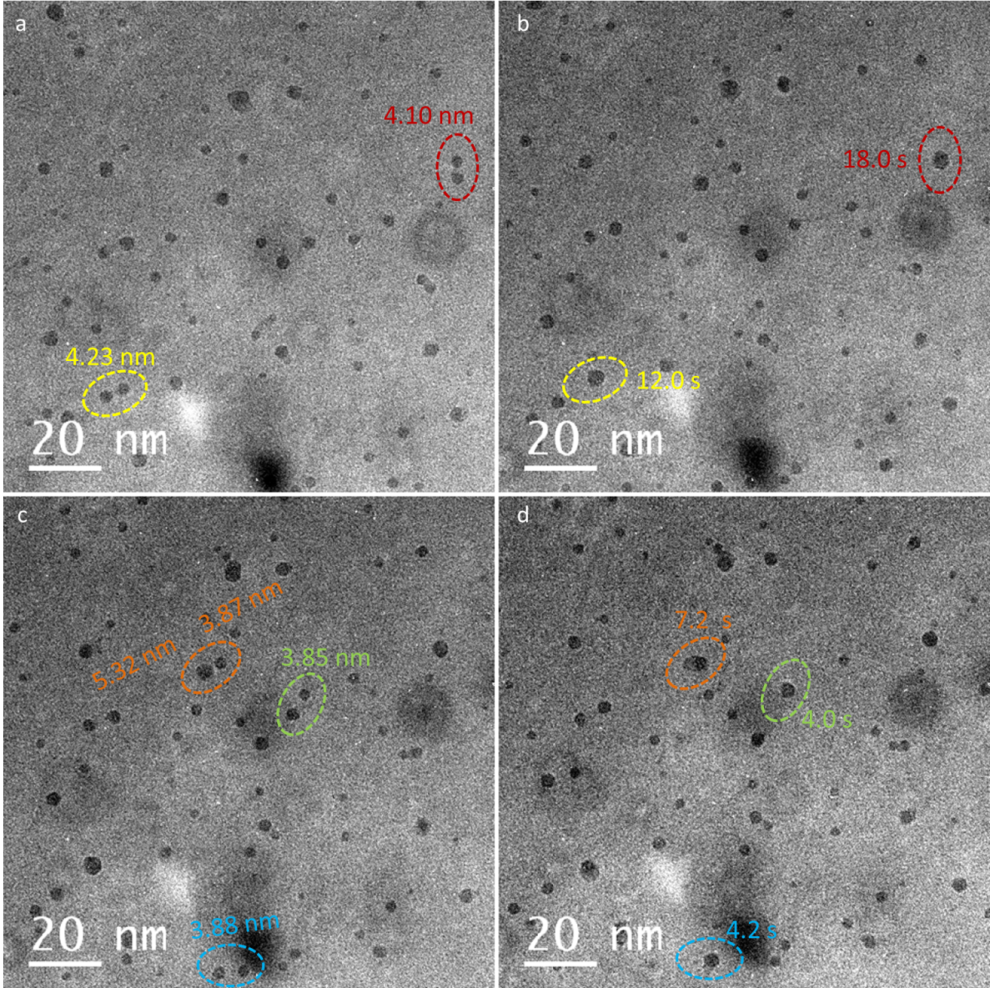 a
4.10 nm
4.23 nm
20 nm
b
18.0 s
12.0 s
20 nm
c
3.87 nm
5.32 nm
3.85 nm
3.88 nm
20 nm
d
7.2 s
4.0 s
4.2 s
20 nm